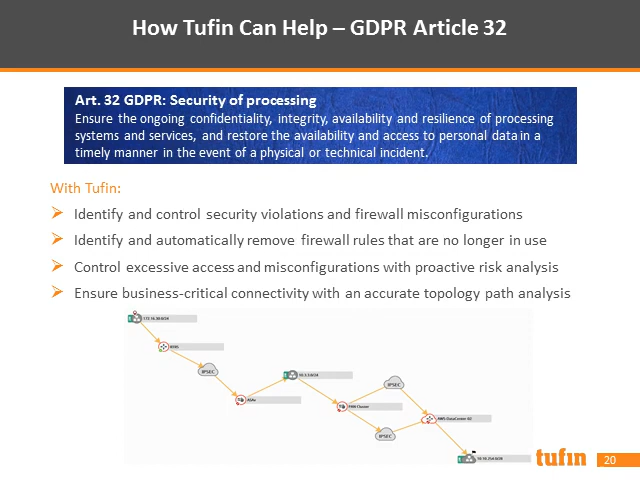 How Tufin Can Help – GDPR Article 32
Art. 32 GDPR: Security of processing
Ensure the ongoing confidentiality, integrity, availability and resilience of processing
systems and services, and restore the availability and access to personal data in a
timely manner in the event of a physical or technical incident.
With Tufin:
Identify and control security violations and firewall misconfigurations
Identify and automatically remove firewall rules that are no longer in use
Control excessive access and misconfigurations with proactive risk analysis
Ensure business-critical connectivity with an accurate topology path analysis
IPSEC
ASAv
IPSEC
IPSEC
tufin
20